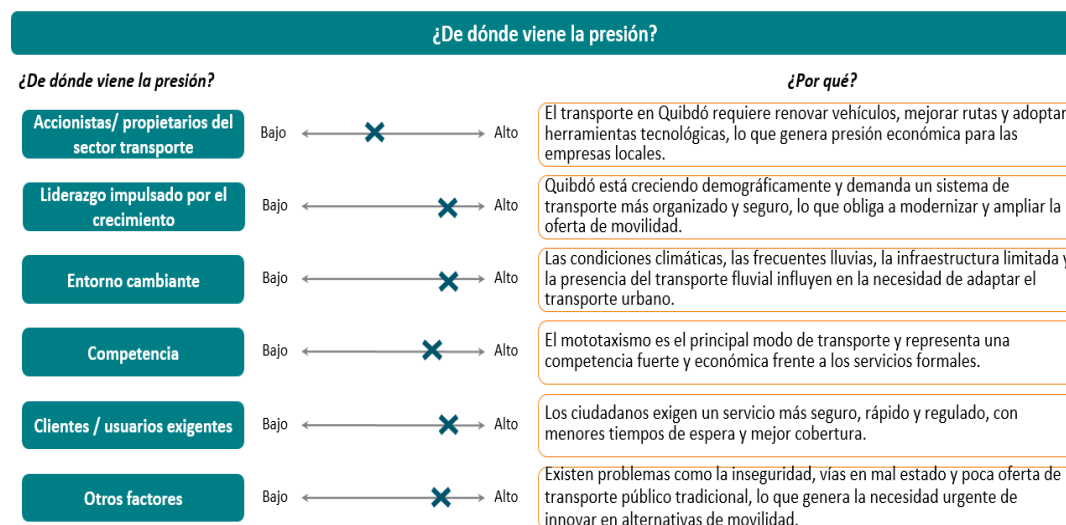 ¿De dónde viene la presión?
¿De dónde viene la presión?
¿Por qué?
Accionistas/ propietarios del
sector transporte
Bajo
Alto
El transporte en Quibdó requiere renovar vehículos, mejorar rutas y adoptar
herramientas tecnológicas, lo que genera presión económica para las
empresas locales.
Liderazgo impulsado por el
crecimiento
Bajo
Alto
Quibdó está creciendo demográficamente y demanda un sistema de
transporte más organizado y seguro, lo que obliga a modernizar y ampliar la
oferta de movilidad.
Entorno cambiante
Bajo
Alto
Las condiciones climáticas, las frecuentes lluvias, la infraestructura limitada y
la presencia del transporte fluvial influyen en la necesidad de adaptar el
transporte urbano.
Competencia
Bajo
Alto
El mototaxismo es el principal modo de transporte y representa una
competencia fuerte y económica frente a los servicios formales.
Clientes / usuarios exigentes
Bajo
Alto
Los ciudadanos exigen un servicio más seguro, rápido y regulado, con
menores tiempos de espera y mejor cobertura.
Otros factores
Bajo
Alto
Existen problemas como la inseguridad, vías en mal estado y poca oferta de
transporte público tradicional, lo que genera la necesidad urgente de
innovar en alternativas de movilidad.